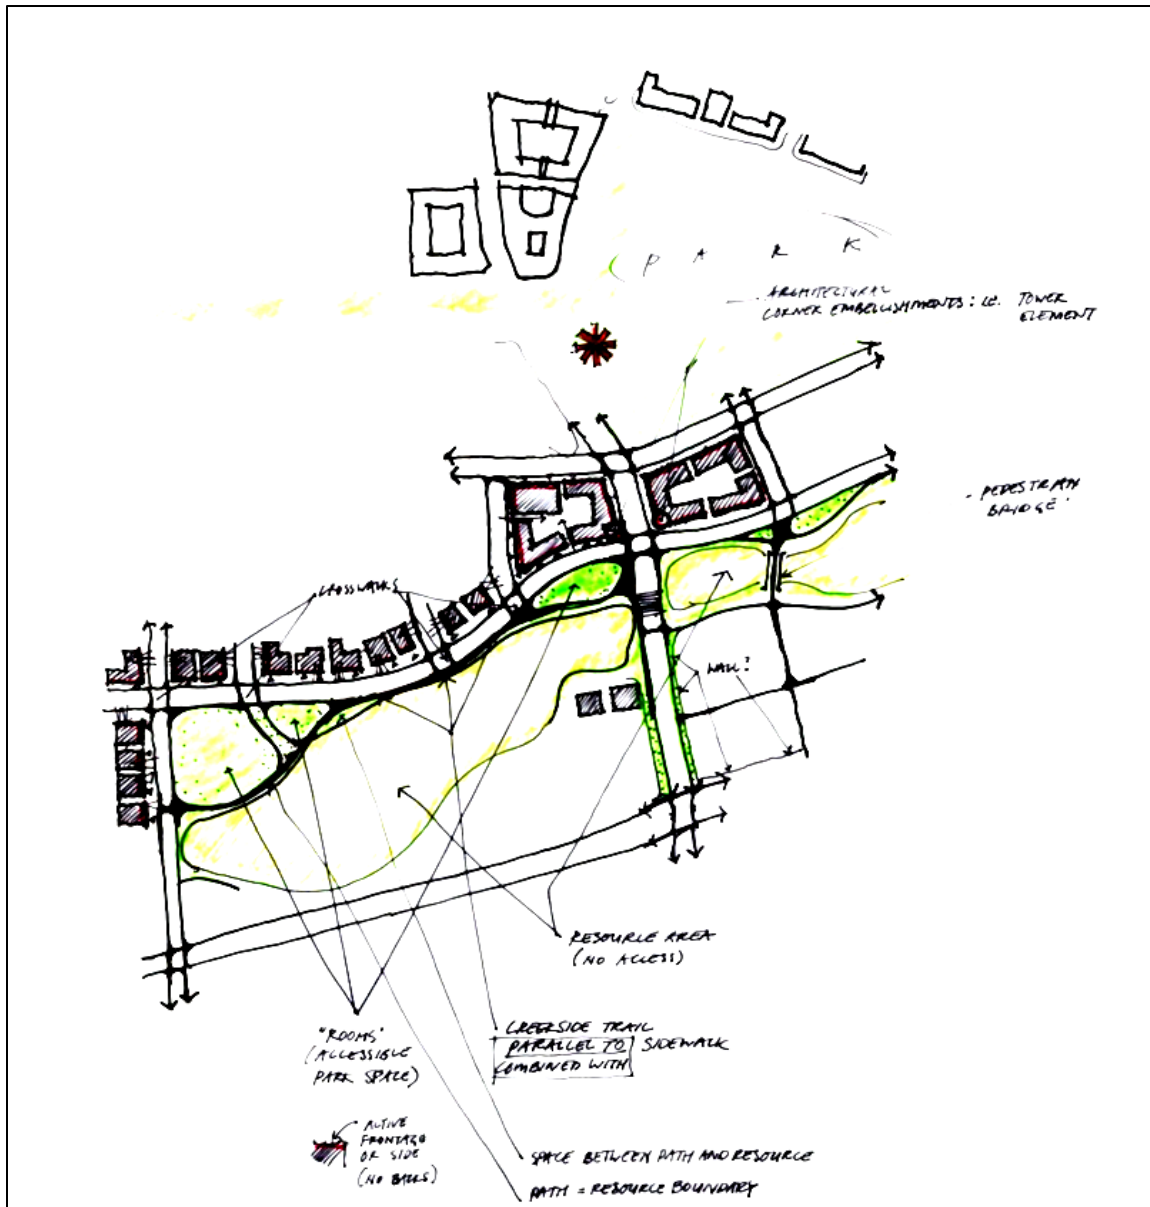 PARK
ARCHITECTURAL
CORNER EMBELLISHMENTS: I.E. TOWER
ELEMENT
- PEDESTRIAN
BRIDGE
CROSSWALKS
WALL?
RESOURCE AREA
(NO ACCESS)
"ROOMS"
(ACCESSIBLE
PARK SPACE)
CREEKSIDE TRAIL
PARALLEL TO SIDEWALK
COMBINED WITH
ACTIVE
FRONTAGE
OR SIDE
(NO BACKS)
SPACE BETWEEN PATH AND RESOURCE
PATH = RESOURCE BOUNDARY